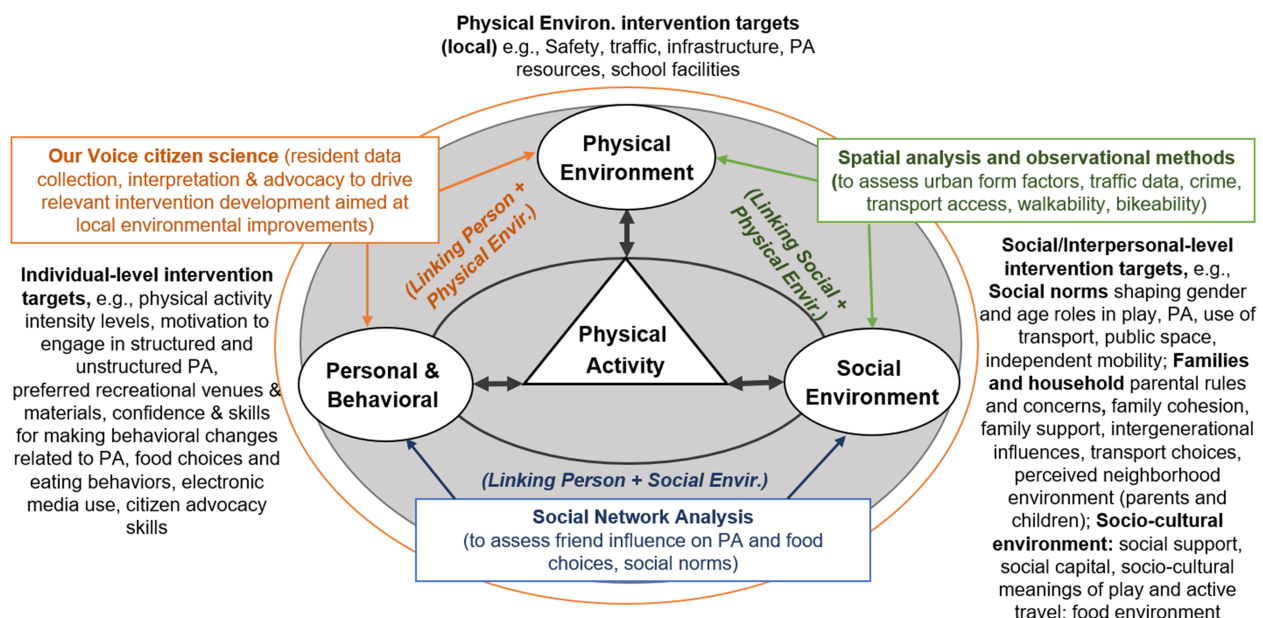 Physical Environ. intervention targets
(local) e.g., Safety, traffic, infrastructure, PA
resources, school facilities
Our Voice citizen science (resident data
collection, interpretation & advocacy to drive
relevant intervention development aimed at
local environmental improvements)
Physical
Environment
Spatial analysis and observational methods
(to assess urban form factors, traffic data, crime,
transport access, walkability, bikeability)
(Linking Person +
Physical Envir.)
(Linking Social +
Physical Envir.)
Individual-level intervention
targets, e.g., physical activity
intensity levels, motivation to
engage in structured and
unstructured PA,
preferred recreational venues &
materials, confidence & skills
for making behavioral changes
related to PA, food choices and
eating behaviors, electronic
media use, citizen advocacy
skills
Personal &
Behavioral
Physical
Activity
Social
Environment
Social/Interpersonal-level
intervention targets, e.g.,
Social norms shaping gender
and age roles in play, PA, use of
transport, public space,
independent mobility; Families
and household parental rules
and concerns, family cohesion,
family support, intergenerational
influences, transport choices,
perceived neighborhood
environment (parents and
children); Socio-cultural
environment: social support,
social capital, socio-cultural
meanings of play and active
travel; food environment
(Linking Person + Social Envir.)
Social Network Analysis
(to assess friend influence on PA and food
choices, social norms)